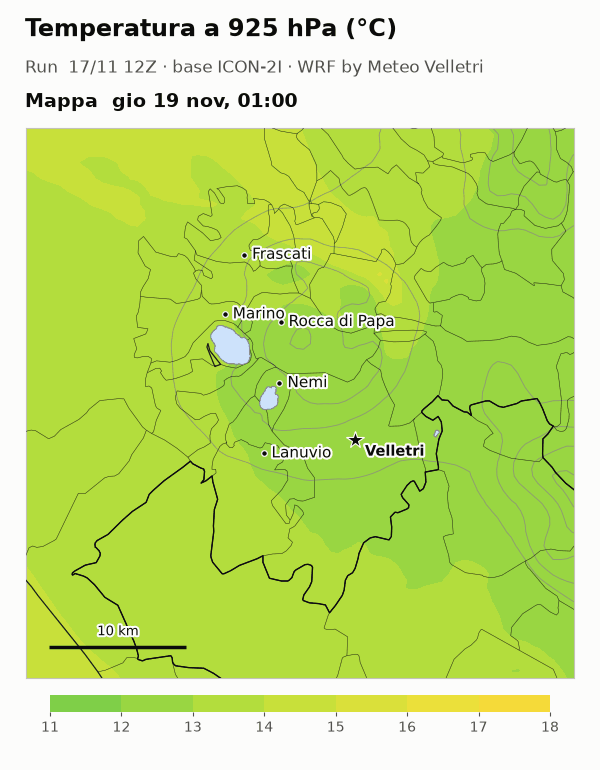 Temperatura a 925 hPa (°C)
Run  17/11 12Z · base ICON-2I · WRF by Meteo Velletri
Mappa  gio 19 nov, 01:00
Frascati
Marino
Rocca di Papa
Nemi
Velletri
Lanuvio
10 km
11 12 13 14 15 16 17 18